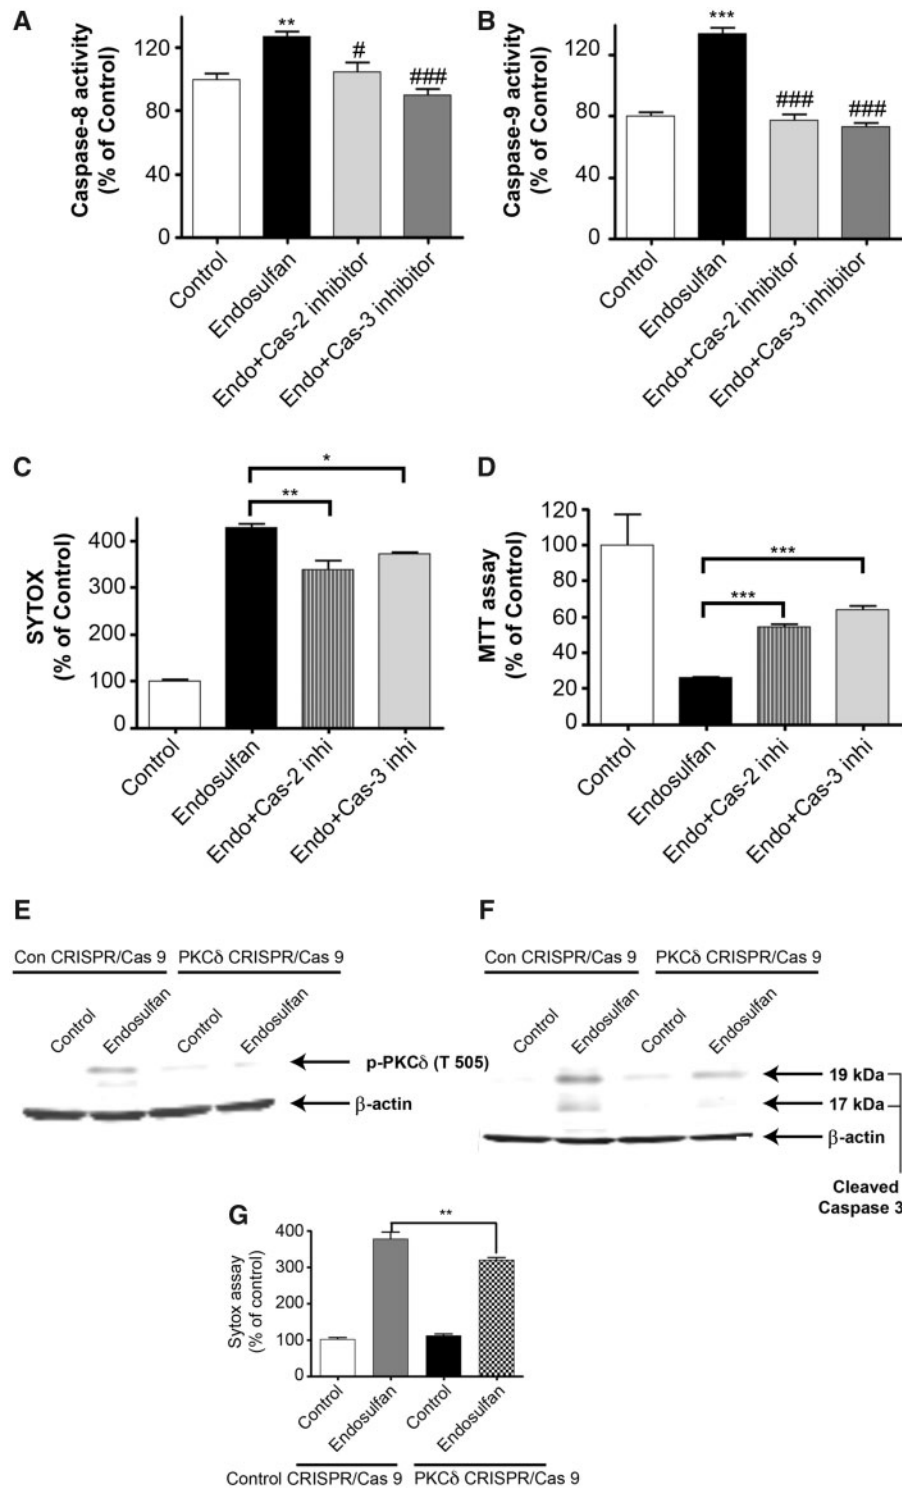 A
Caspase-8 activity
(% of Control)
120
80
40
0
**
#
###
Control
Endosulfan
Endo+Cas-2 inhibitor
Endo+Cas-3 inhibitor
B
Caspase-9 activity
(% of Control)
120
80
40
0
***
###
###
Control
Endosulfan
Endo+Cas-2 inhibitor
Endo+Cas-3 inhibitor
C
SYTOX
(% of Control)
400
300
100
0
*
**
Control
Endosulfan
Endo+Cas-2 inhi
Endo+Cas-3 inhi
D
MTT assay
(% of Control)
120
100
80
60
40
20
0
***
***
Control
Endosulfan
Endo+Cas-2 inhi
Endo+Cas-3 inhi
E
Con CRISPR/Cas 9 PKCδ CRISPR/Cas 9
Control
Endosulfan
Control
Endosulfan
p-PKCδ (T 505)
β-actin
F
Con CRISPR/Cas 9 PKCδ CRISPR/Cas 9
Control
Endosulfan
Control
Endosulfan
19 kDa
17 kDa
β-actin
Cleaved
Caspase 3
G
Sytox assay
(% of control)
400
300
200
100
0
**
Control
Endosulfan
Control
Endosulfan
Control CRISPR/Cas 9 PKCδ CRISPR/Cas 9